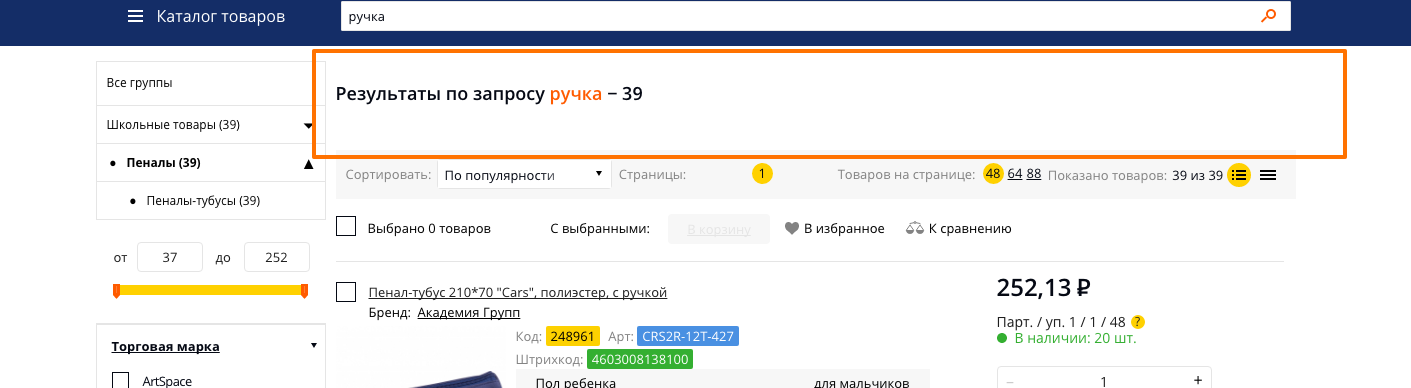 Каталог товаров
ручка
Все группы
Школьные товары (39)
Пеналы (39)
Пеналы-тубусы (39)
от 37 до 252
Торговая марка
ArtSpace
Результаты по запросу ручка – 39
Сортировать: По популярности Страницы: 1 Товаров на странице: 48 64 88 Показано товаров: 39 из 39
Выбрано 0 товаров С выбранными: В корзину В избранное К сравнению
Пенал-тубус 210*70 "Cars", полиэстер, с ручкой
Бренд: Академия Групп
Код: 248961 Арт: CRS2R-12T-427
Штрихкод: 4603008138100
Пол ребенка для мальчиков
252,13 ₽
Парт. / уп. 1 / 1 / 48 ?
В наличии: 20 шт.
– 1 +